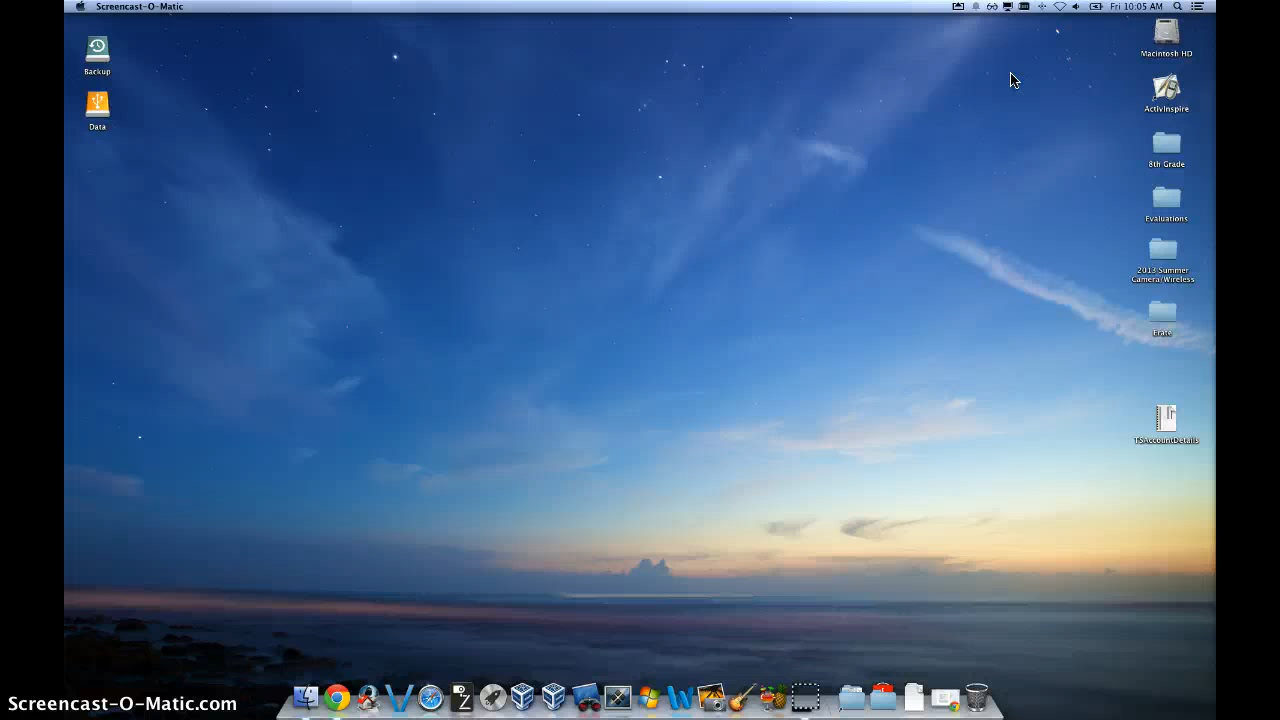 Screencast-O-Matic
Fri 10:05 AM
Backup
Data
Macintosh HD
ActivInspire
8th Grade
Evaluations
2013 Summer
Camera/Wireless
Erate
TSAccountDetails
Screencast-O-Matic.com